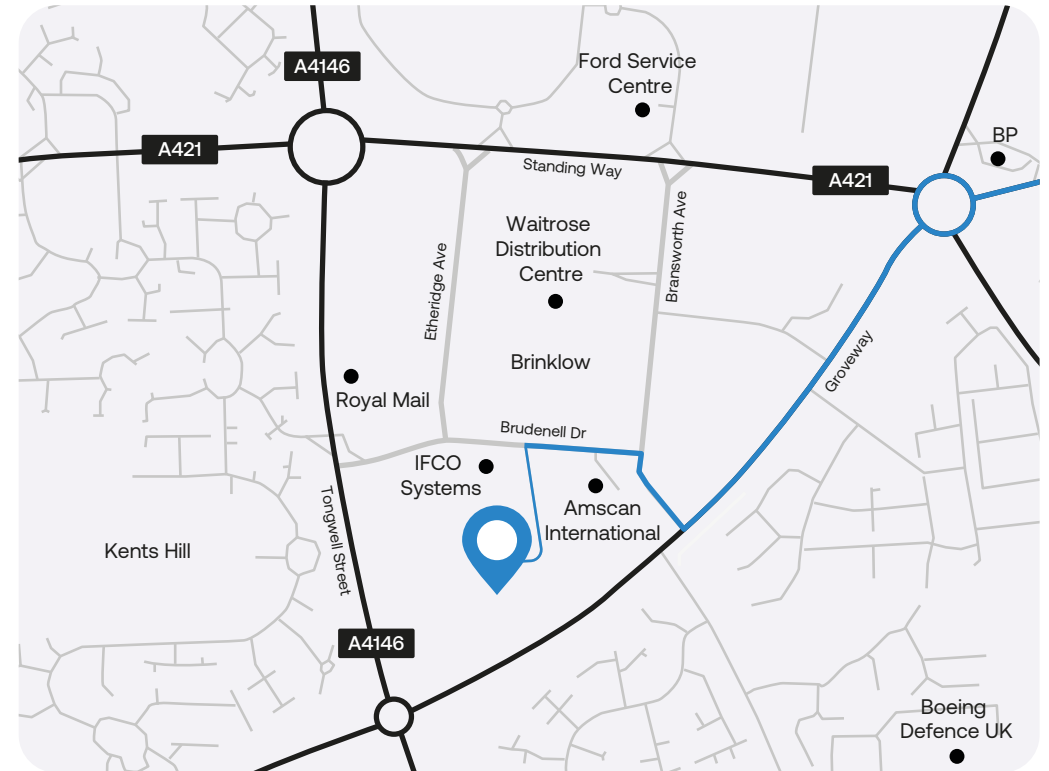 A4146
Ford Service
Centre
BP
A421
Standing Way
A421
Waitrose
Distribution
Centre
Etheridge Ave
Bransworth Ave
Brinklow
Groveway
Royal Mail
Brudenell Dr
IFCO
Systems
Amscan
International
Tongwell Street
Kents Hill
A4146
Boeing
Defence UK